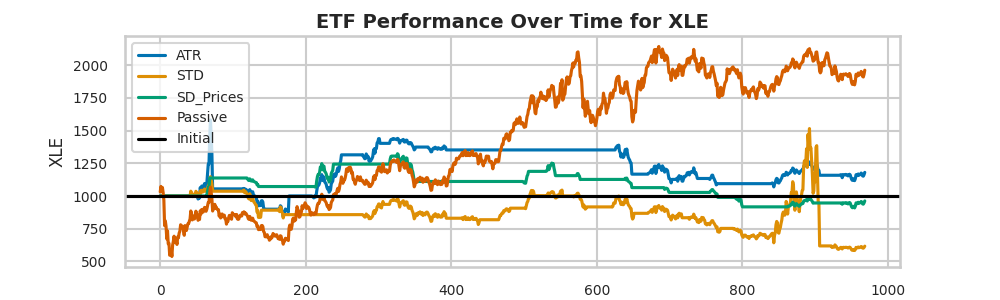 ETF Performance Over Time for XLE
XLE
2000
1750
1500
1250
1000
750
500
ATR
STD
SD_Prices
Passive
Initial
0
200
400
600
800
1000